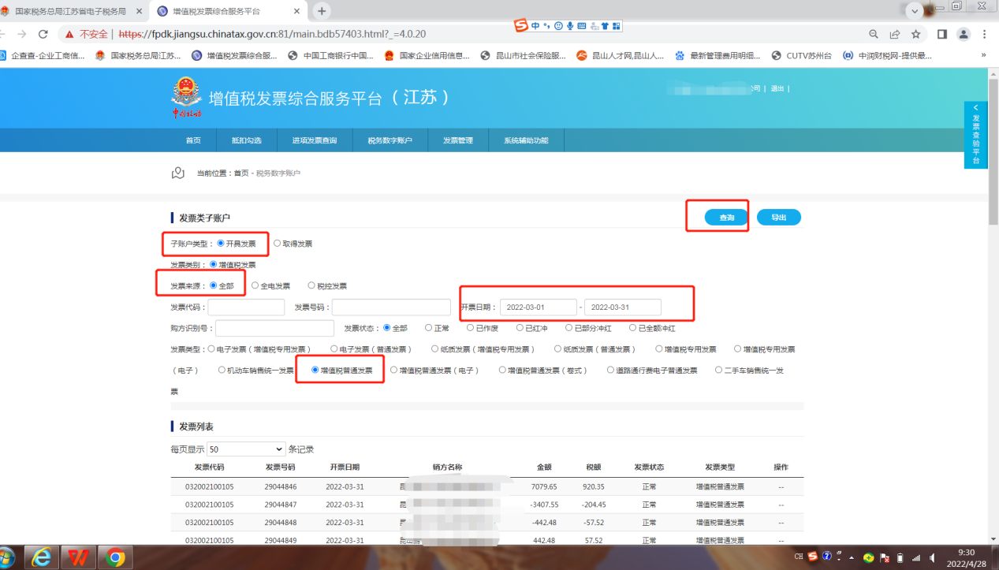 国家税务总局江苏省电子税务局 增值税发票综合服务平台
中
不安全 | https://fpdk.jiangsu.chinatax.gov.cn:81/main.bdb57403.html?_=4.0.20
企查查-企业工商信... 国家税务总局江苏... 增值税发票综合服... 中国工商银行中国... 国家企业信用信息... 昆山市社会保险服... 昆山人才网,昆山人... 最新管理费用明细... CUTV苏州台 中润财税网-提供最... »
增值税发票综合服务平台（江苏）
公司 | 退出 |
中国税务
< 发票查验平台
首页 抵扣勾选 进项发票查询 税务数字账户 发票管理 系统辅助功能
当前位置：首页 - 税务数字账户
发票类子账户 查询 导出
子账户类型： 开具发票 取得发票
发票类别： 增值税发票
发票来源： 全部 全电发票 税控发票
发票代码： 发票号码： 开票日期： 2022-03-01 - 2022-03-31
购方识别号： 发票状态： 全部 正常 已作废 已红冲 已部分冲红 已全额冲红
发票类型： 电子发票（增值税专用发票） 电子发票（普通发票） 纸质发票（增值税专用发票） 纸质发票（普通发票） 增值税专用发票 增值税专用发票
（电子） 机动车销售统一发票 增值税普通发票 增值税普通发票（电子） 增值税普通发票（卷式） 道路通行费电子普通发票 二手车销售统一发
票
发票列表
每页显示 50 条记录
发票代码 发票号码 开票日期 销方名称 金额 税额 发票状态 发票类型 操作
032002100105 29044846 2022-03-31 昆 7079.65 920.35 正常 增值税普通发票 --
032002100105 29044847 2022-03-31 昆 -3407.55 -204.45 正常 增值税普通发票 --
032002100105 29044848 2022-03-31 昆 -442.48 -57.52 正常 增值税普通发票 --
032002100105 29044849 2022-03-31 昆山 442.48 57.52 正常 增值税普通发票 --
CH 9:30
2022/4/28